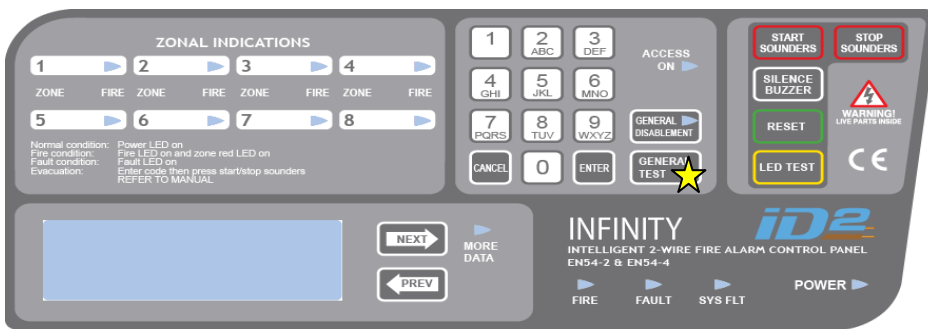 ZONAL INDICATIONS
1 2 3 4
ZONE FIRE ZONE FIRE ZONE FIRE ZONE FIRE
5 6 7 8
Normal condition: Power LED on
Fire condition: Fire LED on and zone red LED on
Fault condition: Fault LED on
Evacuation: Enter code then press start/stop sounders
REFER TO MANUAL
1
2
ABC
3
DEF
4
GHI
5
JKL
6
MNO
7
PQRS
8
TUV
9
WXYZ
CANCEL
0
ENTER
ACCESS
ON
GENERAL
DISABLEMENT
GENERAL
TEST
START
SOUNDERS
STOP
SOUNDERS
SILENCE
BUZZER
RESET
LED TEST
WARNING!
LIVE PARTS INSIDE
CE
NEXT
PREV
MORE
DATA
INFINITY
iD2
INTELLIGENT 2-WIRE FIRE ALARM CONTROL PANEL
EN54-2 & EN54-4
FIRE FAULT SYS FLT POWER